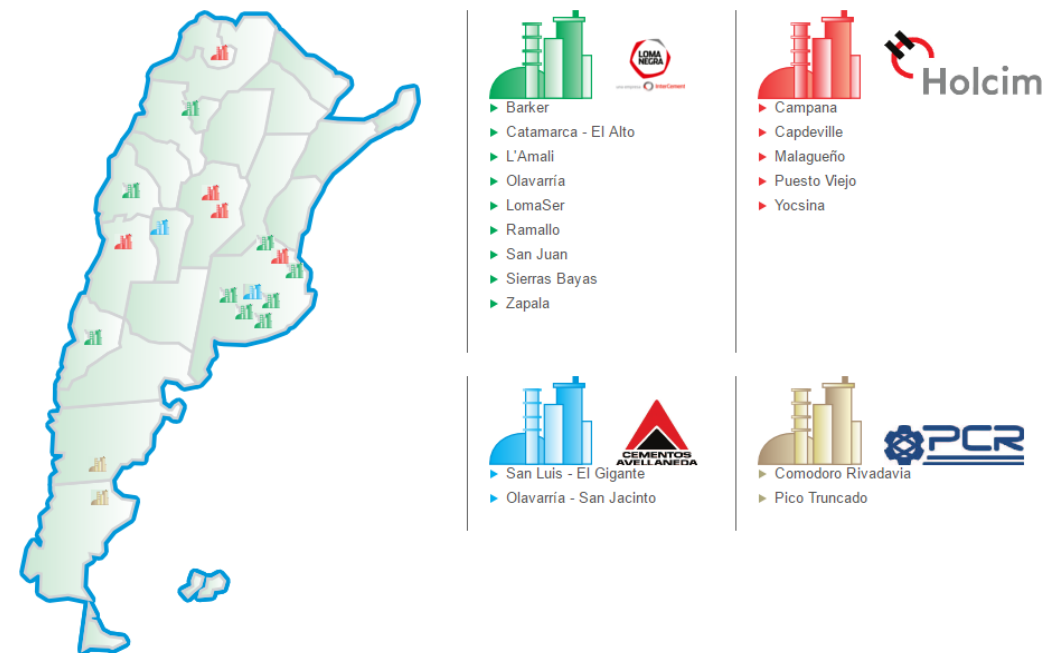 LOMA
NEGRA
InterCement
Barker
Catamarca - El Alto
L'Amali
Olavarría
LomaSer
Ramallo
San Juan
Sierras Bayas
Zapala
Holcim
Campana
Capdeville
Malagueño
Puesto Viejo
Yocsina
CEMENTOS
AVELLANEDA
San Luis - El Gigante
Olavarría - San Jacinto
PCR
Comodoro Rivadavia
Pico Truncado